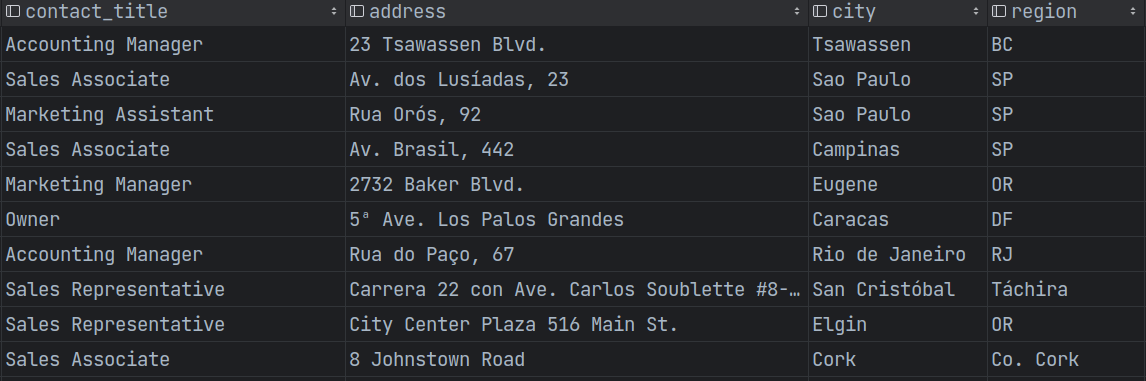 contact_title address city region
Accounting Manager 23 Tsawassen Blvd. Tsawassen BC
Sales Associate Av. dos Lusíadas, 23 Sao Paulo SP
Marketing Assistant Rua Orós, 92 Sao Paulo SP
Sales Associate Av. Brasil, 442 Campinas SP
Marketing Manager 2732 Baker Blvd. Eugene OR
Owner 5ª Ave. Los Palos Grandes Caracas DF
Accounting Manager Rua do Paço, 67 Rio de Janeiro RJ
Sales Representative Carrera 22 con Ave. Carlos Soublette #8-… San Cristóbal Táchira
Sales Representative City Center Plaza 516 Main St. Elgin OR
Sales Associate 8 Johnstown Road Cork Co. Cork